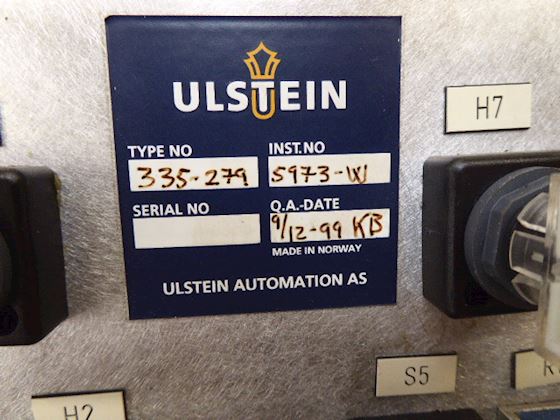 ULSTEIN
H7
TYPE NO INST.NO
335-279 5973-W
SERIAL NO Q.A.-DATE
9/12-99 KB
MADE IN NORWAY
ULSTEIN AUTOMATION AS
S5
H2